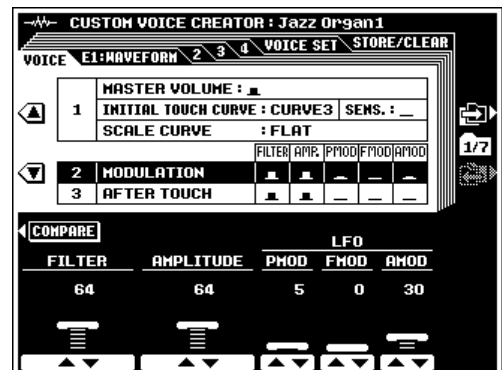 CUSTOM VOICE CREATOR : Jazz Organ1
VOICE E1:WAVEFORM 2 3 4 VOICE SET STORE/CLEAR
MASTER VOLUME :
1 INITIAL TOUCH CURVE : CURVE3 SENS. :
SCALE CURVE : FLAT
FILTER AMP. PMOD FMOD AMOD
1/7
2 MODULATION
3 AFTER TOUCH
COMPARE
LFO
FILTER AMPLITUDE PMOD FMOD AMOD
64 64 5 0 30